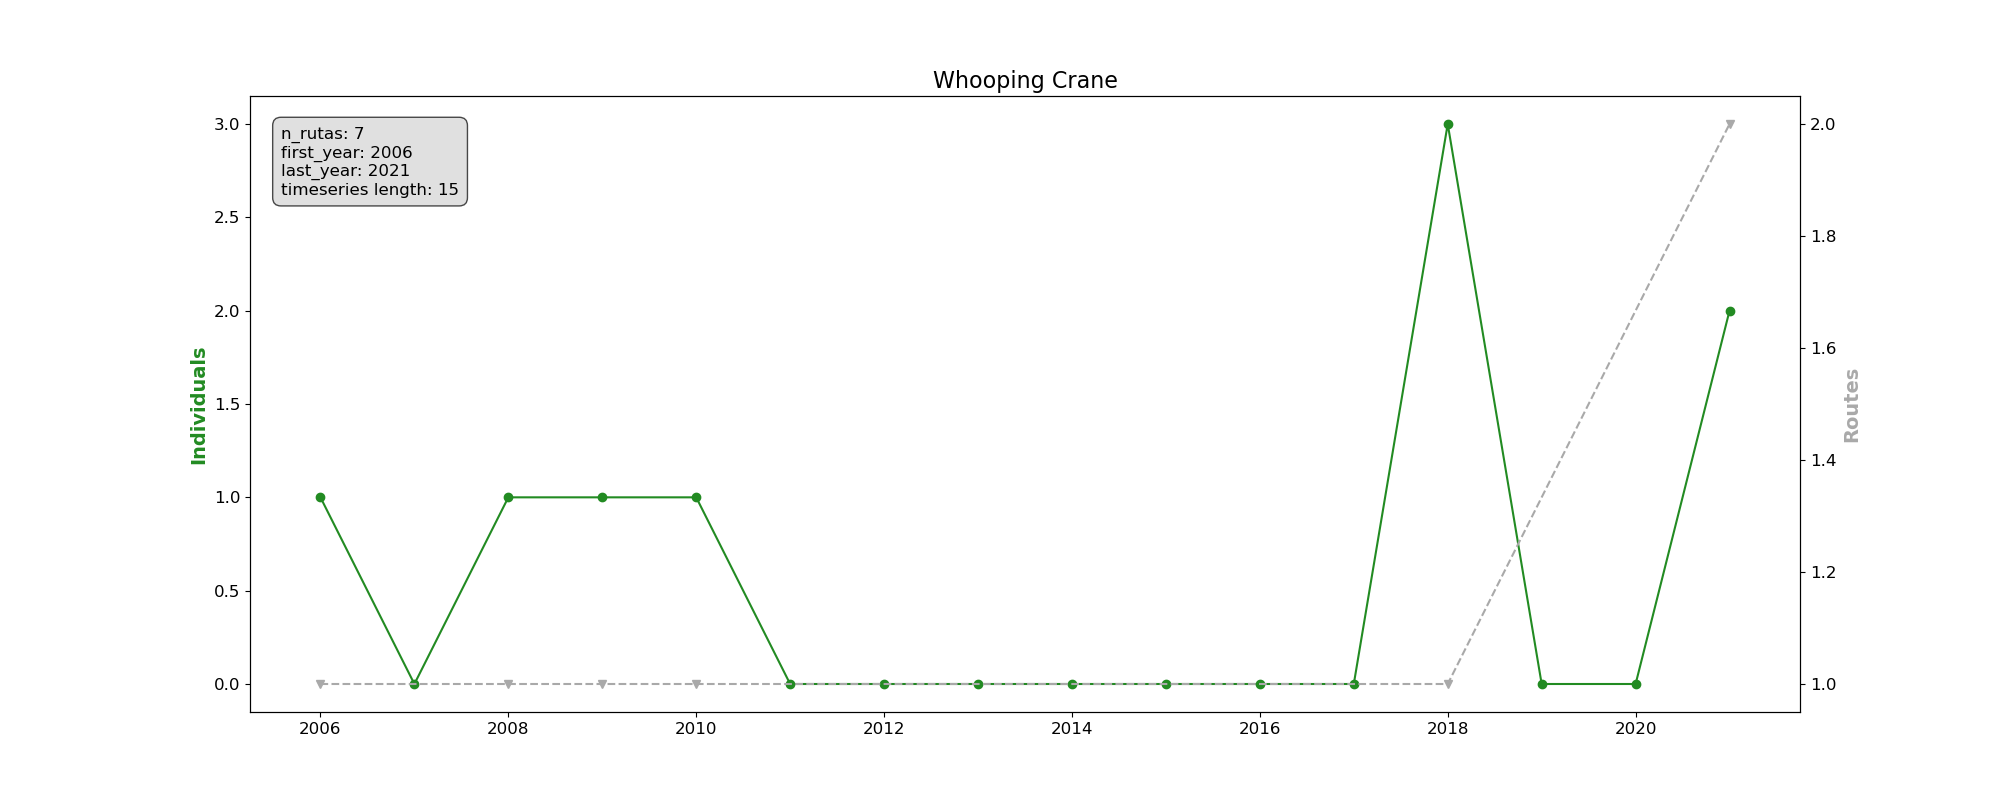 Whooping Crane
n_rutas: 7
first_year: 2006
last_year: 2021
timeseries length: 15
Individuals
3.0
2.5
2.0
1.5
1.0
0.5
0.0
2.0
1.8
1.6
1.4
1.2
1.0
Routes
2006 2008 2010 2012 2014 2016 2018 2020